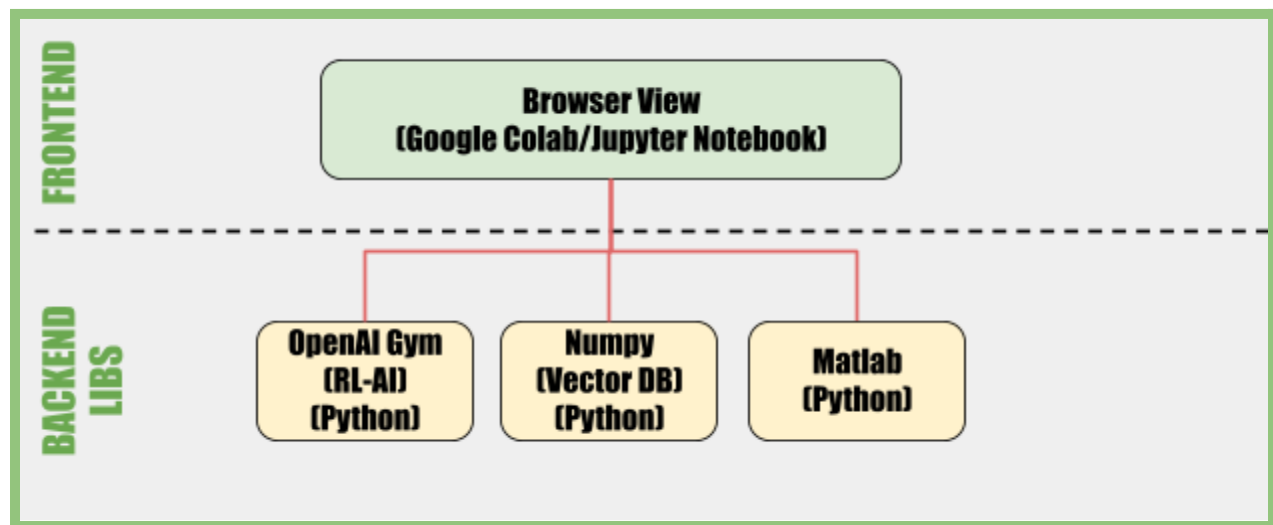 FRONTEND
Browser View
(Google Colab/Jupyter Notebook)
BACKEND
LIBS
OpenAI Gym
(RL-AI)
(Python)
Numpy
(Vector DB)
(Python)
Matlab
(Python)